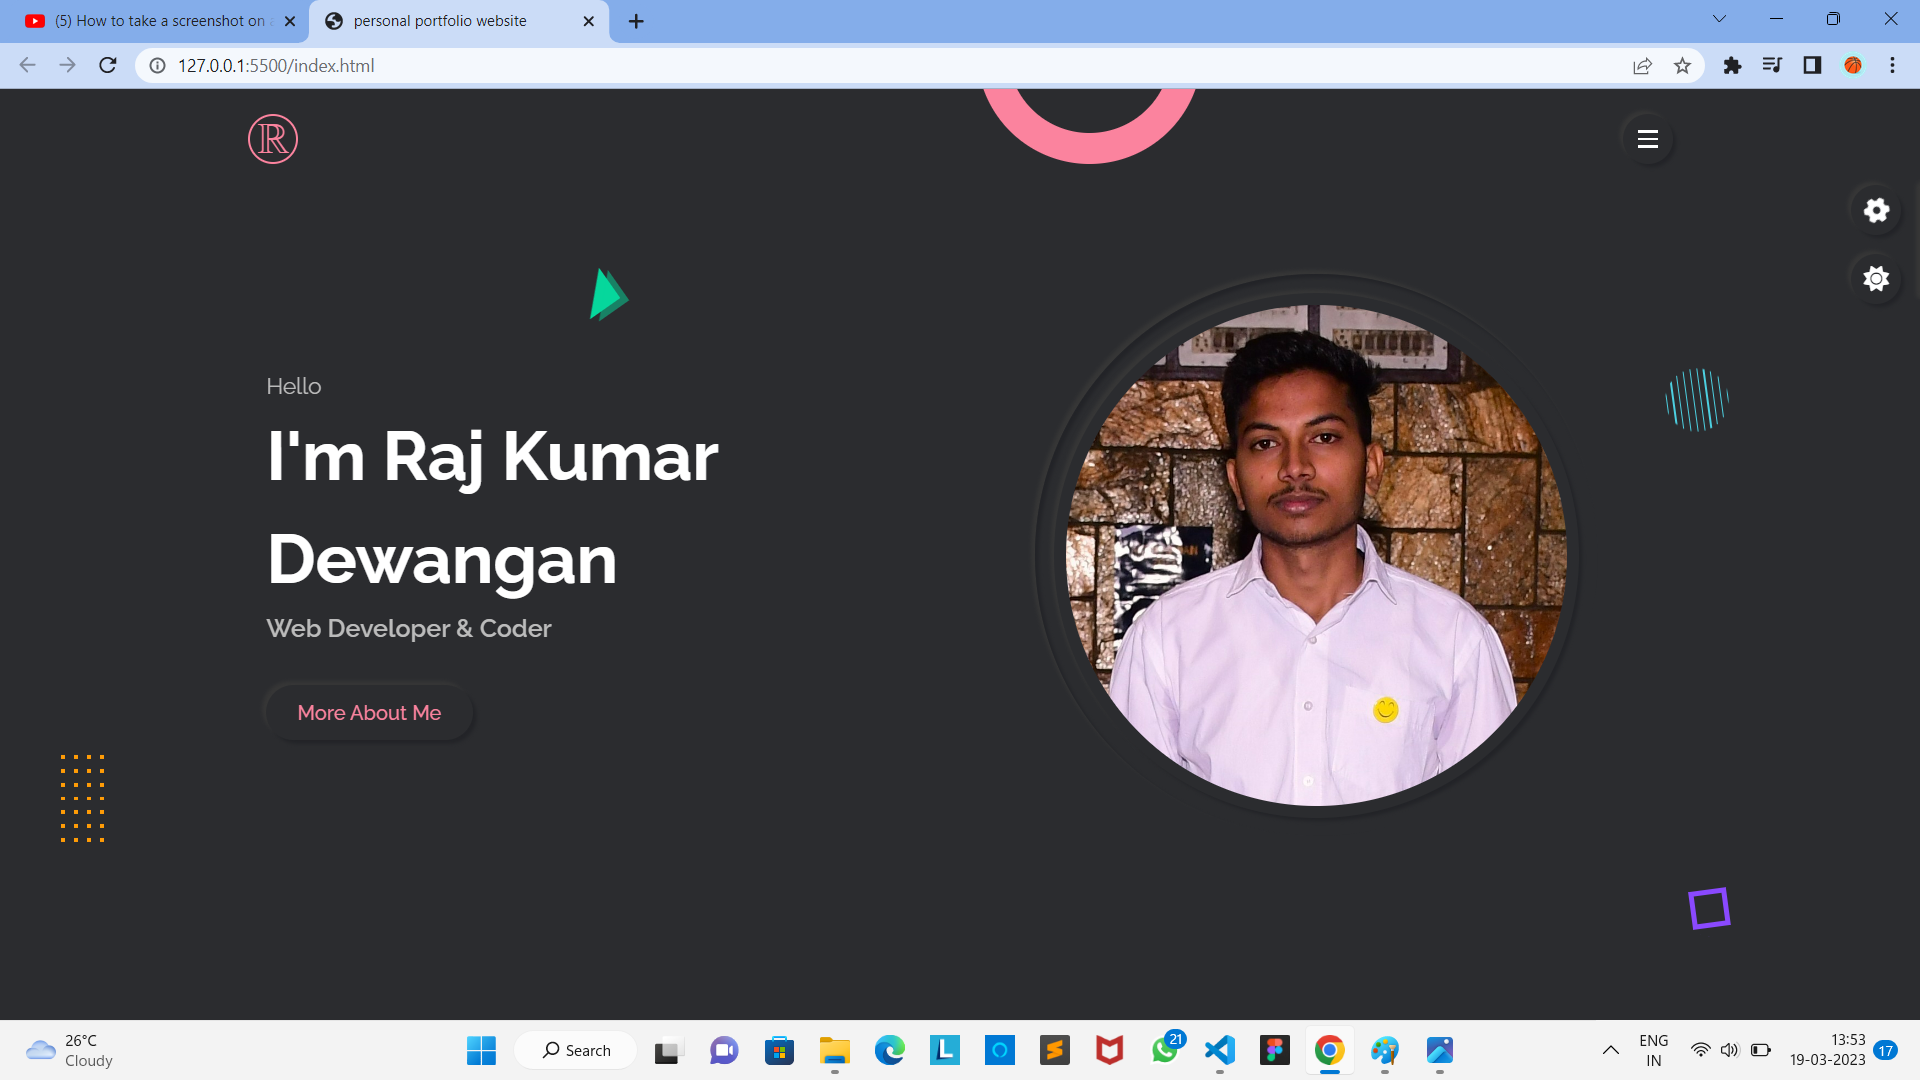 (5) How to take a screenshot on
personal portfolio website
127.0.0.1:5500/index.html
R
Hello
I'm Raj Kumar
Dewangan
Web Developer & Coder
More About Me
26°C
Cloudy
Search
21
ENG
IN
13:53
19-03-2023
17